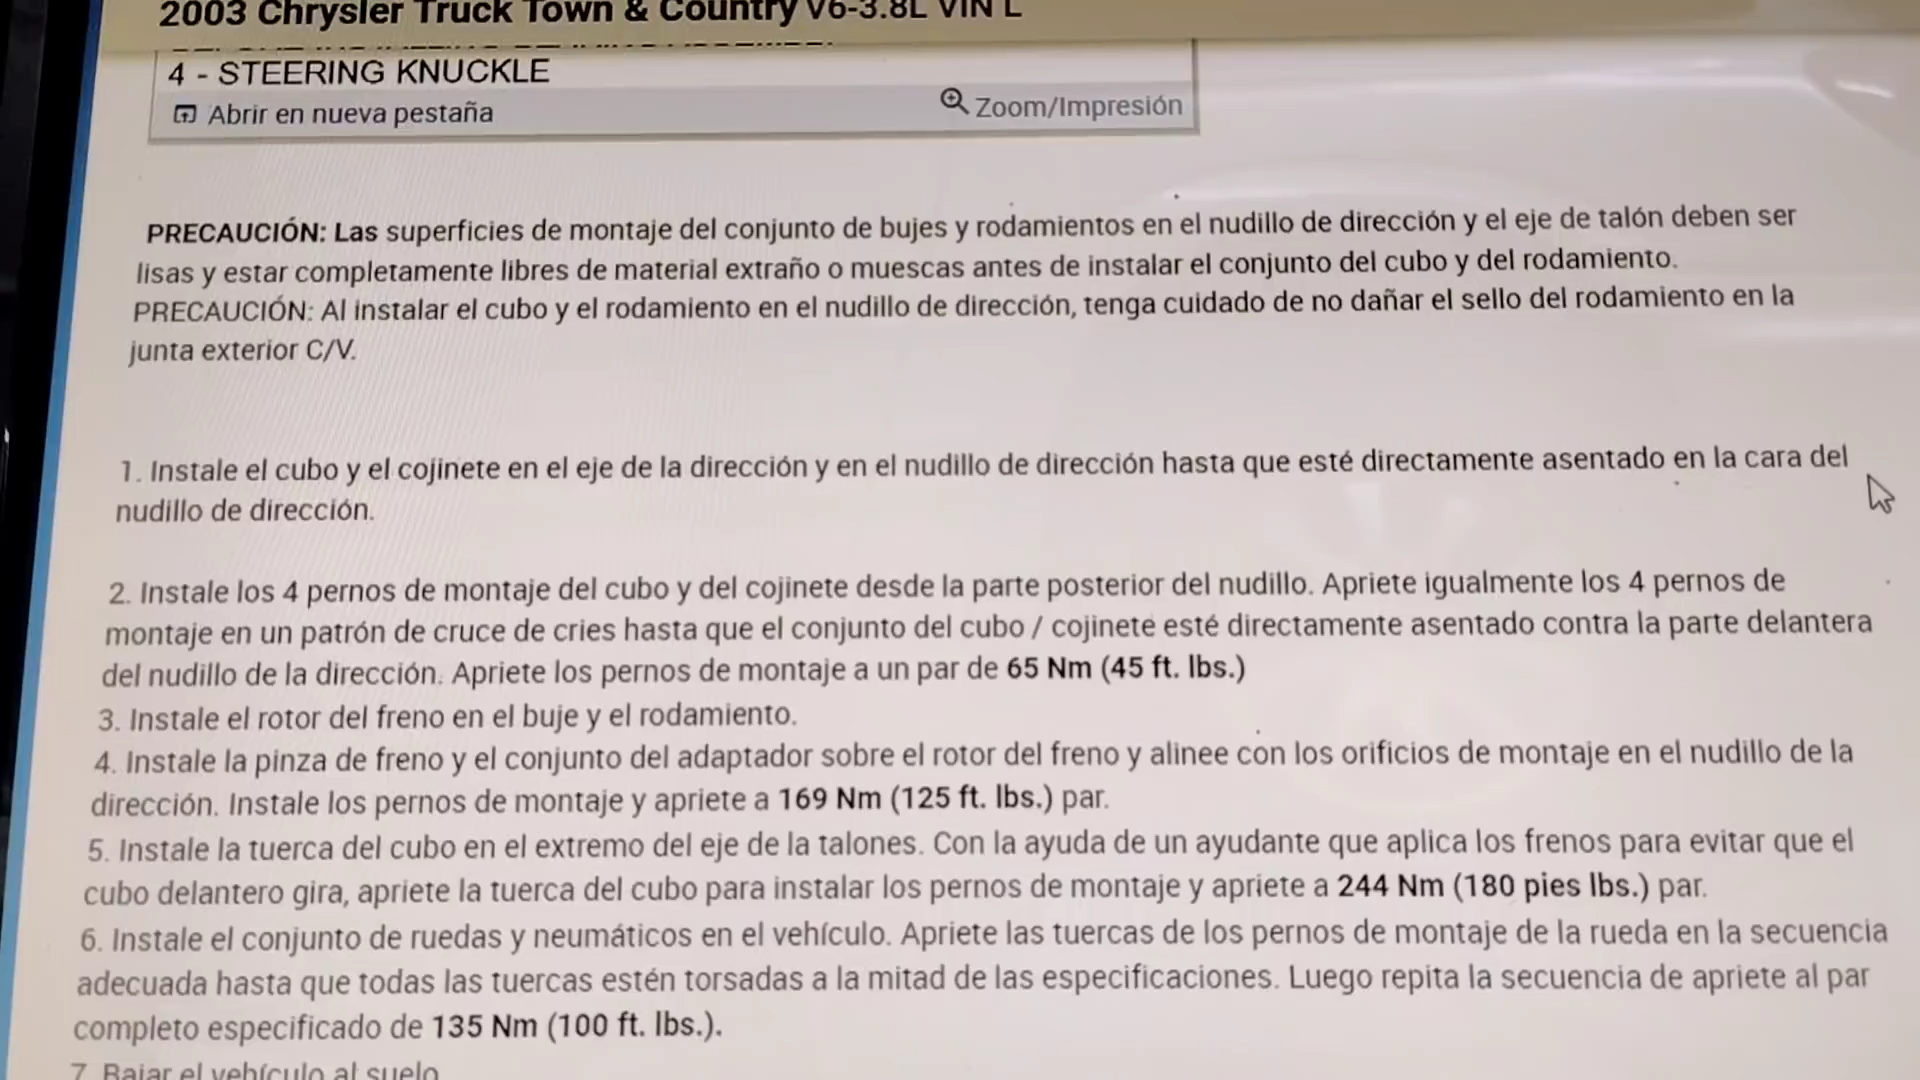 2003 Chrysler Truck Town & Country V6-3.8L VIN L
4 - STEERING KNUCKLE
Abrir en nueva pestaña
Zoom/Impresión
PRECAUCIÓN: Las superficies de montaje del conjunto de bujes y rodamientos en el nudillo de dirección y el eje de talón deben ser
lisas y estar completamente libres de material extraño o muescas antes de instalar el conjunto del cubo y del rodamiento.
PRECAUCIÓN: Al instalar el cubo y el rodamiento en el nudillo de dirección, tenga cuidado de no dañar el sello del rodamiento en la
junta exterior C/V.
1. Instale el cubo y el cojinete en el eje de la dirección y en el nudillo de dirección hasta que esté directamente asentado en la cara del
nudillo de dirección.
2. Instale los 4 pernos de montaje del cubo y del cojinete desde la parte posterior del nudillo. Apriete igualmente los 4 pernos de
montaje en un patrón de cruce de cries hasta que el conjunto del cubo / cojinete esté directamente asentado contra la parte delantera
del nudillo de la dirección. Apriete los pernos de montaje a un par de 65 Nm (45 ft. lbs.)
3. Instale el rotor del freno en el buje y el rodamiento.
4. Instale la pinza de freno y el conjunto del adaptador sobre el rotor del freno y alinee con los orificios de montaje en el nudillo de la
dirección. Instale los pernos de montaje y apriete a 169 Nm (125 ft. lbs.) par.
5. Instale la tuerca del cubo en el extremo del eje de la talones. Con la ayuda de un ayudante que aplica los frenos para evitar que el
cubo delantero gira, apriete la tuerca del cubo para instalar los pernos de montaje y apriete a 244 Nm (180 pies lbs.) par.
6. Instale el conjunto de ruedas y neumáticos en el vehículo. Apriete las tuercas de los pernos de montaje de la rueda en la secuencia
adecuada hasta que todas las tuercas estén torsadas a la mitad de las especificaciones. Luego repita la secuencia de apriete al par
completo especificado de 135 Nm (100 ft. lbs.).
7. Bajar el vehículo al suelo